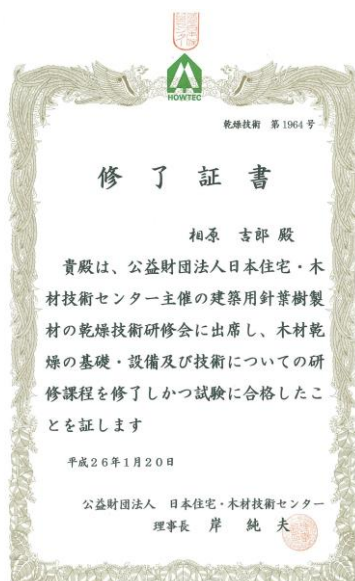 HOWTEC
乾燥技術 第1964号
修了証書
相原 吉郎 殿
貴殿は、公益財団法人日本住宅・木
材技術センター主催の建築用針葉樹製
材の乾燥技術研修会に出席し、木材乾
燥の基礎・設備及び技術についての研
修課程を修了しかつ試験に合格したこ
とを証します
平成26年1月20日
公益財団法人 日本住宅・木材技術センター
理事長 岸 純夫